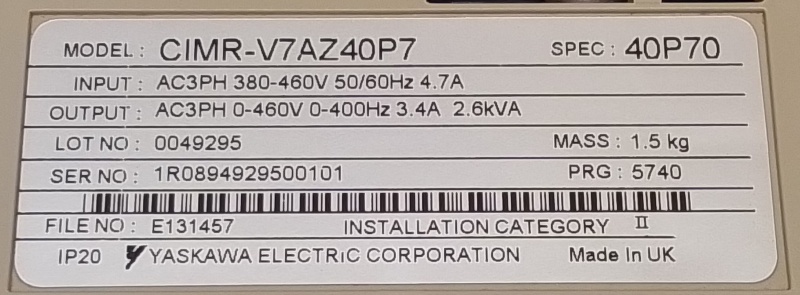 MODEL : CIMR-V7AZ40P7 SPEC : 40P70
INPUT : AC3PH 380-460V 50/60Hz 4.7A
OUTPUT : AC3PH 0-460V 0-400Hz 3.4A 2.6kVA
LOT NO : 0049295 MASS : 1.5 kg
SER NO : 1R0894929500101 PRG : 5740
FILE NO : E131457 INSTALLATION CATEGORY II
IP20 YASKAWA ELECTRIC CORPORATION Made In UK